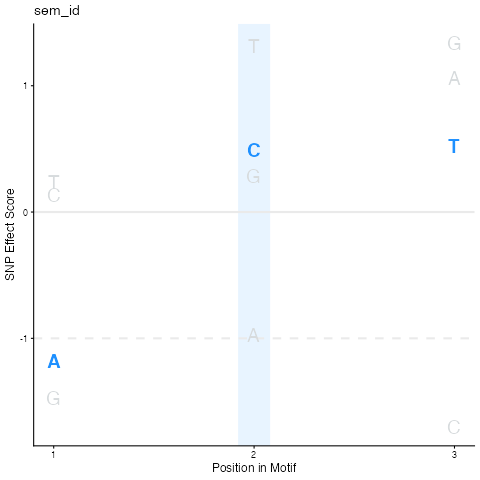 sem_id
SNP Effect Score
T
G
A
1
C
T
G
T
C
0
A
-1
A
G
C
1
2
3
Position in Motif